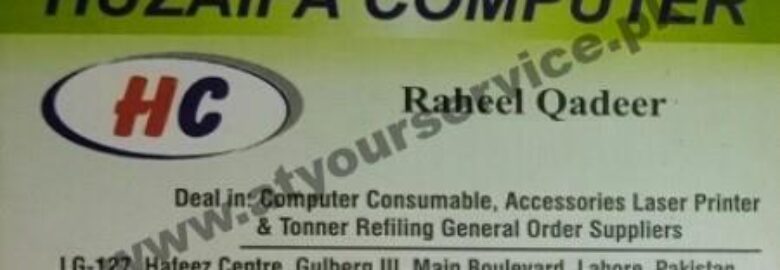 HUZAIFA COMPUTER
HC
Raheel Qadeer
Deal in: Computer Consumable, Accessories Laser Printer
& Tonner Refiling General Order Suppliers
LG-127, Hafeez Centre, Gulberg III, Main Boulevard, Lahore, Pakistan
www.atyourservice.pk